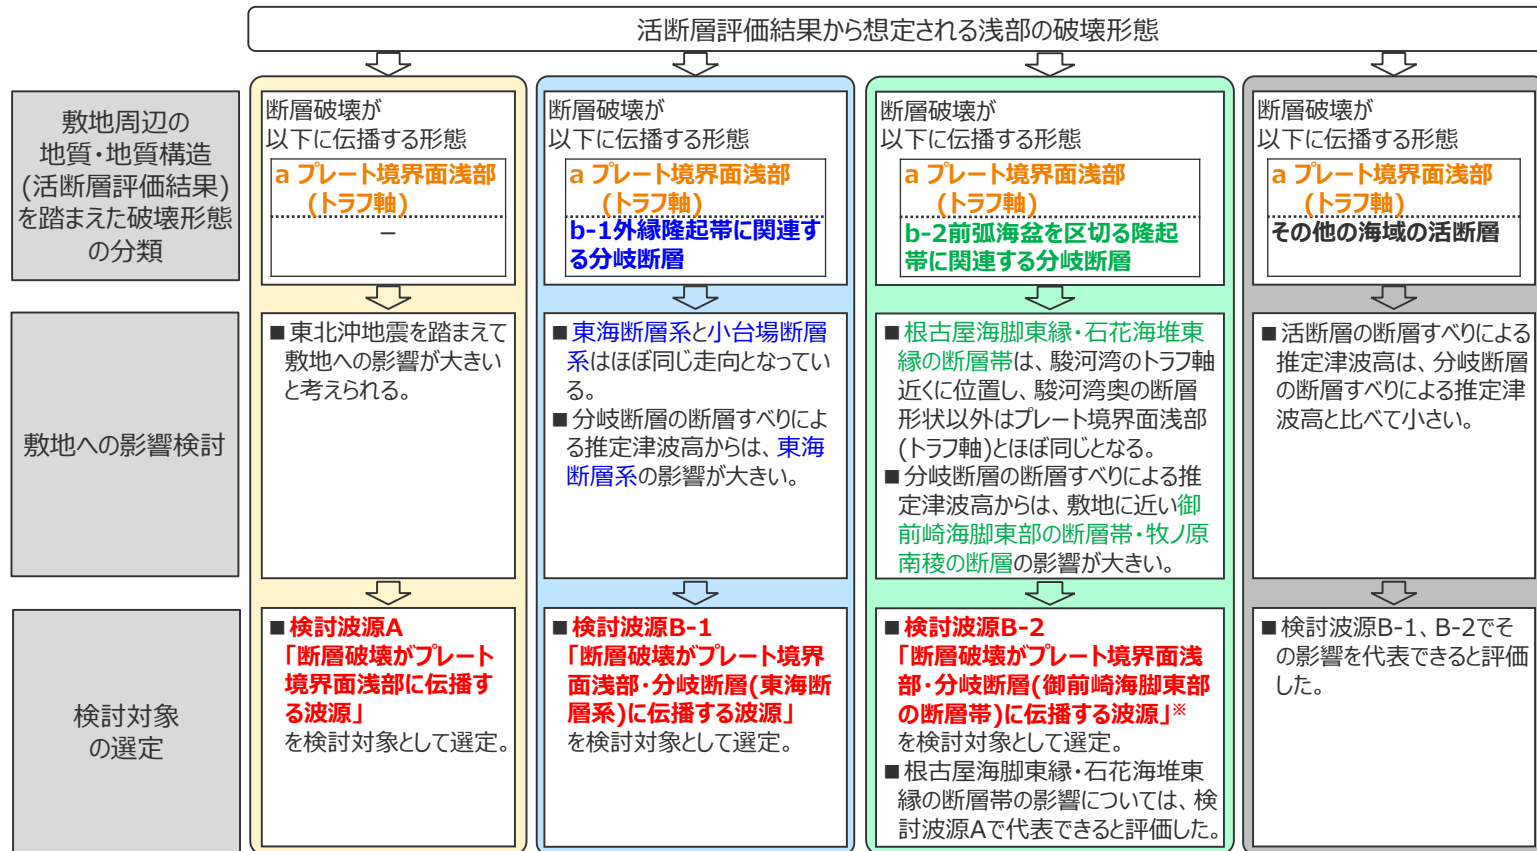 活断層評価結果から想定される浅部の破壊形態
敷地周辺の
地質・地質構造
(活断層評価結果)
を踏まえた破壊形態
の分類
断層破壊が
以下に伝播する形態
a プレート境界面浅部
(トラフ軸)
－
断層破壊が
以下に伝播する形態
a プレート境界面浅部
(トラフ軸)
b-1外縁隆起帯に関連す
る分岐断層
断層破壊が
以下に伝播する形態
a プレート境界面浅部
(トラフ軸)
b-2前弧海盆を区切る隆起
帯に関連する分岐断層
断層破壊が
以下に伝播する形態
a プレート境界面浅部
(トラフ軸)
その他の海域の活断層
敷地への影響検討
■東北沖地震を踏まえて
敷地への影響が大きい
と考えられる。
■東海断層系と小台場断層
系はほぼ同じ走向となってい
る。
■分岐断層の断層すべりによ
る推定津波高からは、東海
断層系の影響が大きい。
■根古屋海脚東縁・石花海堆東
縁の断層帯は、駿河湾のトラフ軸
近くに位置し、駿河湾奥の断層
形状以外はプレート境界面浅部
(トラフ軸)とほぼ同じとなる。
■分岐断層の断層すべりによる推
定津波高からは、敷地に近い御
前崎海脚東部の断層帯・牧ノ原
南稜の断層の影響が大きい。
■活断層の断層すべりによる
推定津波高は、分岐断層
の断層すべりによる推定津
波高と比べて小さい。
検討対象
の選定
■検討波源A
「断層破壊がプレート
境界面浅部に伝播す
る波源」
を検討対象として選定。
■検討波源B-1
「断層破壊がプレート境界
面浅部・分岐断層(東海断
層系)に伝播する波源」
を検討対象として選定。
■検討波源B-2
「断層破壊がプレート境界面浅
部・分岐断層(御前崎海脚東部
の断層帯)に伝播する波源」※
を検討対象として選定。
■根古屋海脚東縁・石花海堆東
縁の断層帯の影響については、検
討波源Aで代表できると評価した。
■検討波源B-1、B-2でそ
の影響を代表できると評価
した。